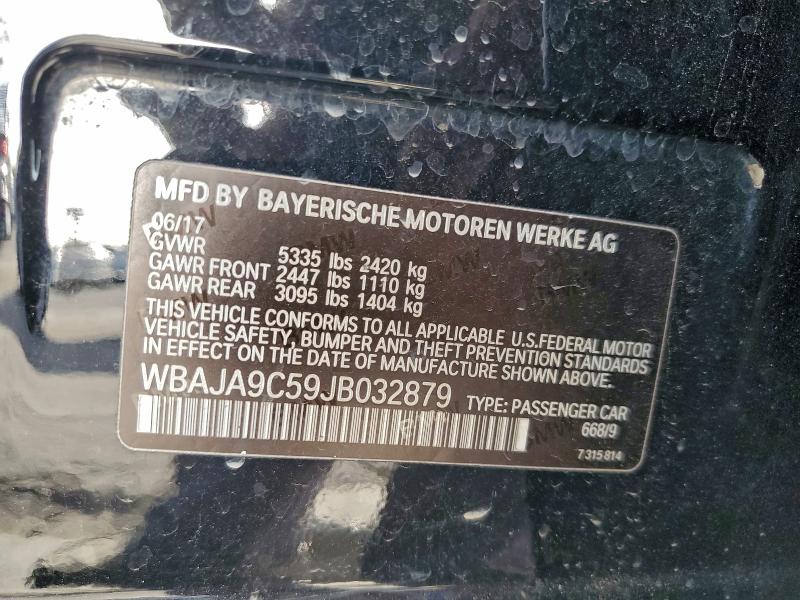 MFD BY BAYERISCHE MOTOREN WERKE AG
06/17
GVWR 5335 lbs 2420 kg
GAWR FRONT 2447 lbs 1110 kg
GAWR REAR 3095 lbs 1404 kg
THIS VEHICLE CONFORMS TO ALL APPLICABLE U.S.FEDERAL MOTOR
VEHICLE SAFETY, BUMPER AND THEFT PREVENTION STANDARDS
IN EFFECT ON THE DATE OF MANUFACTURE SHOWN ABOVE.
WBAJA9C59JB032879 TYPE: PASSENGER CAR
668/9
7 315 814